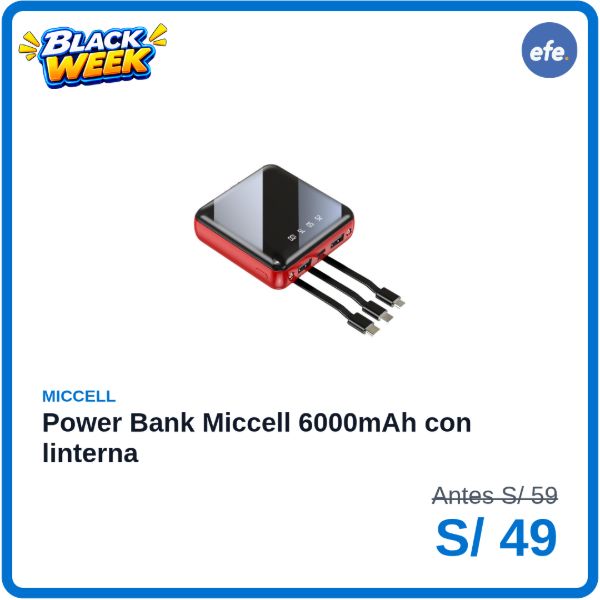 BLACK
WEEK
efe.
MICCELL
Power Bank Miccell 6000mAh con
linterna
Antes S/ 59
S/ 49